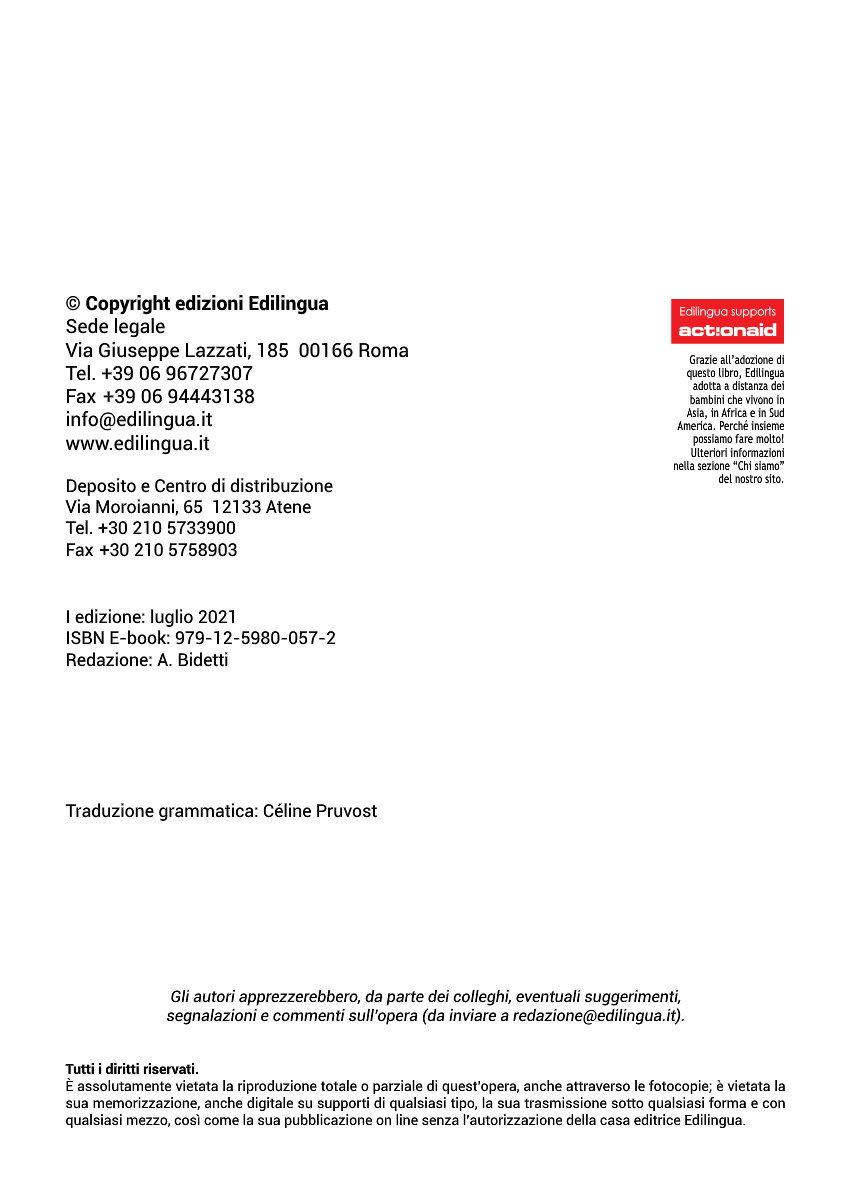 © Copyright edizioni Edilingua
Sede legale
Via Giuseppe Lazzati, 185 00166 Roma
Tel. +39 06 96727307
Fax +39 06 94443138
info@edilingua.it
www.edilingua.it
Deposito e Centro di distribuzione
Via Moroianni, 65 12133 Atene
Tel. +30 210 5733900
Fax +30 210 5758903
I edizione: luglio 2021
ISBN E-book: 979-12-5980-057-2
Redazione: A. Bidetti
Edilingua supports
act:onaid
Grazie all’adozione di
questo libro, Edilingua
adotta a distanza dei
bambini che vivono in
Asia, in Africa e in Sud
America. Perché insieme
possiamo fare molto!
Ulteriori informazioni
nella sezione “Chi siamo”
del nostro sito.
Traduzione grammatica: Céline Pruvost
Gli autori apprezzerebbero, da parte dei colleghi, eventuali suggerimenti,
segnalazioni e commenti sull’opera (da inviare a redazione@edilingua.it).
Tutti i diritti riservati.
È assolutamente vietata la riproduzione totale o parziale di quest’opera, anche attraverso le fotocopie; è vietata la
sua memorizzazione, anche digitale su supporti di qualsiasi tipo, la sua trasmissione sotto qualsiasi forma e con
qualsiasi mezzo, così come la sua pubblicazione on line senza l’autorizzazione della casa editrice Edilingua.